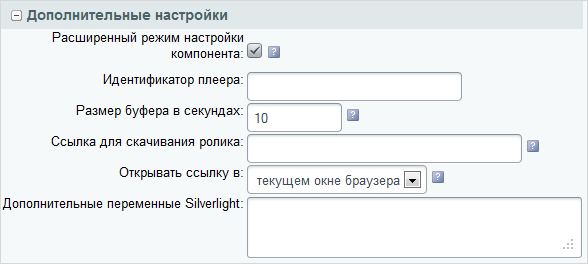 Дополнительные настройки
Расширенный режим настройки
компонента:
?
Идентификатор плеера:
Размер буфера в секундах:
10
?
Ссылка для скачивания ролика:
?
Открывать ссылку в:
текущем окне браузера
?
Дополнительные переменные Silverlight: